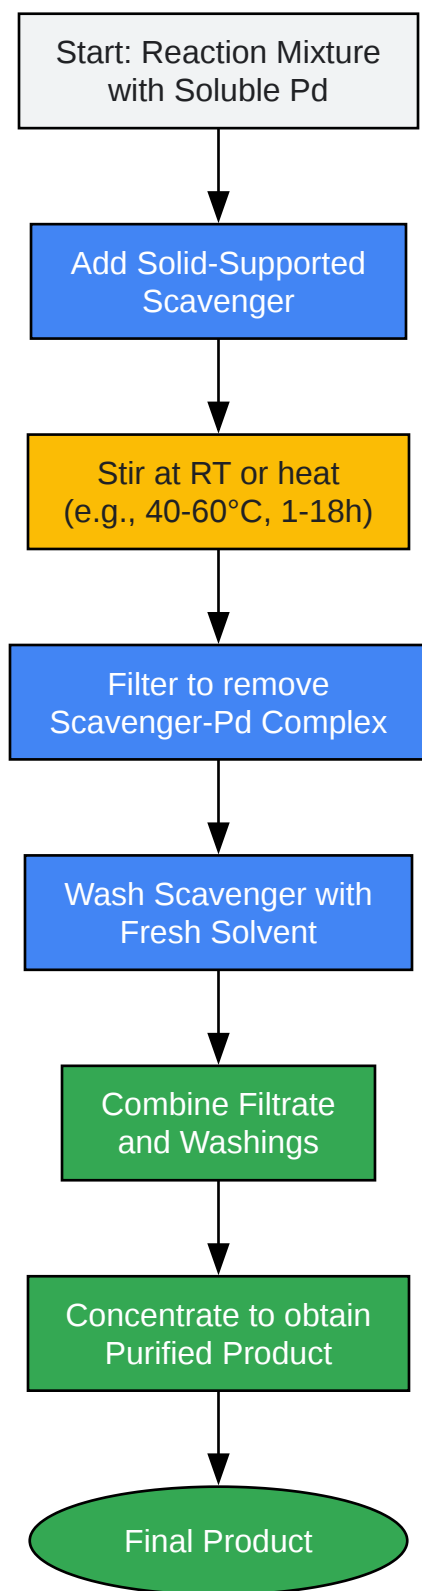 Start: Reaction Mixture
with Soluble Pd
Add Solid-Supported
Scavenger
Stir at RT or heat
(e.g., 40-60°C, 1-18h)
Filter to remove
Scavenger-Pd Complex
Wash Scavenger with
Fresh Solvent
Combine Filtrate
and Washings
Concentrate to obtain
Purified Product
Final Product